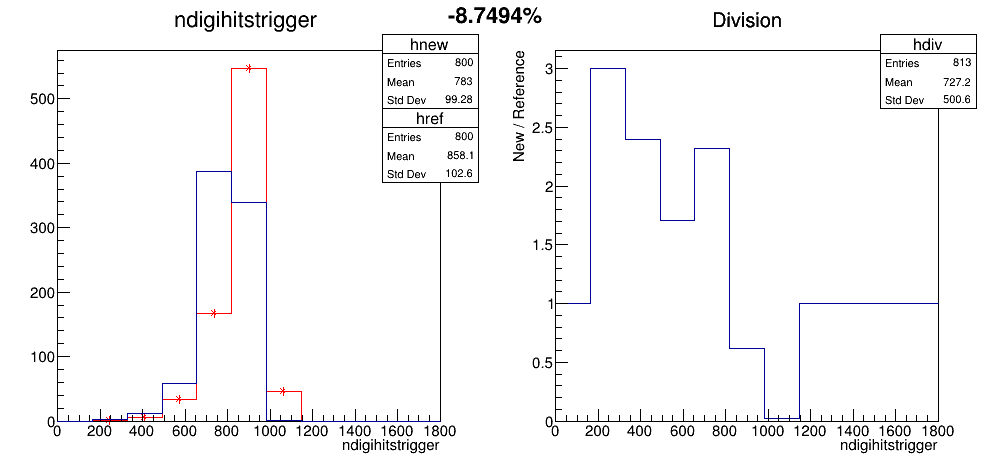 -8.7494%
ndigihitstrigger
hnew
Entries 800
Mean 783
Std Dev 99.28
href
Entries 800
Mean 858.1
Std Dev 102.6
500
400
300
200
100
0
0 200 400 600 800 1000 1200 1400 1600 1800
ndigihitstrigger
Division
hdiv
Entries 813
Mean 727.2
Std Dev 500.6
New / Reference
3
2.5
2
1.5
1
0.5
0
0 200 400 600 800 1000 1200 1400 1600 1800
ndigihitstrigger